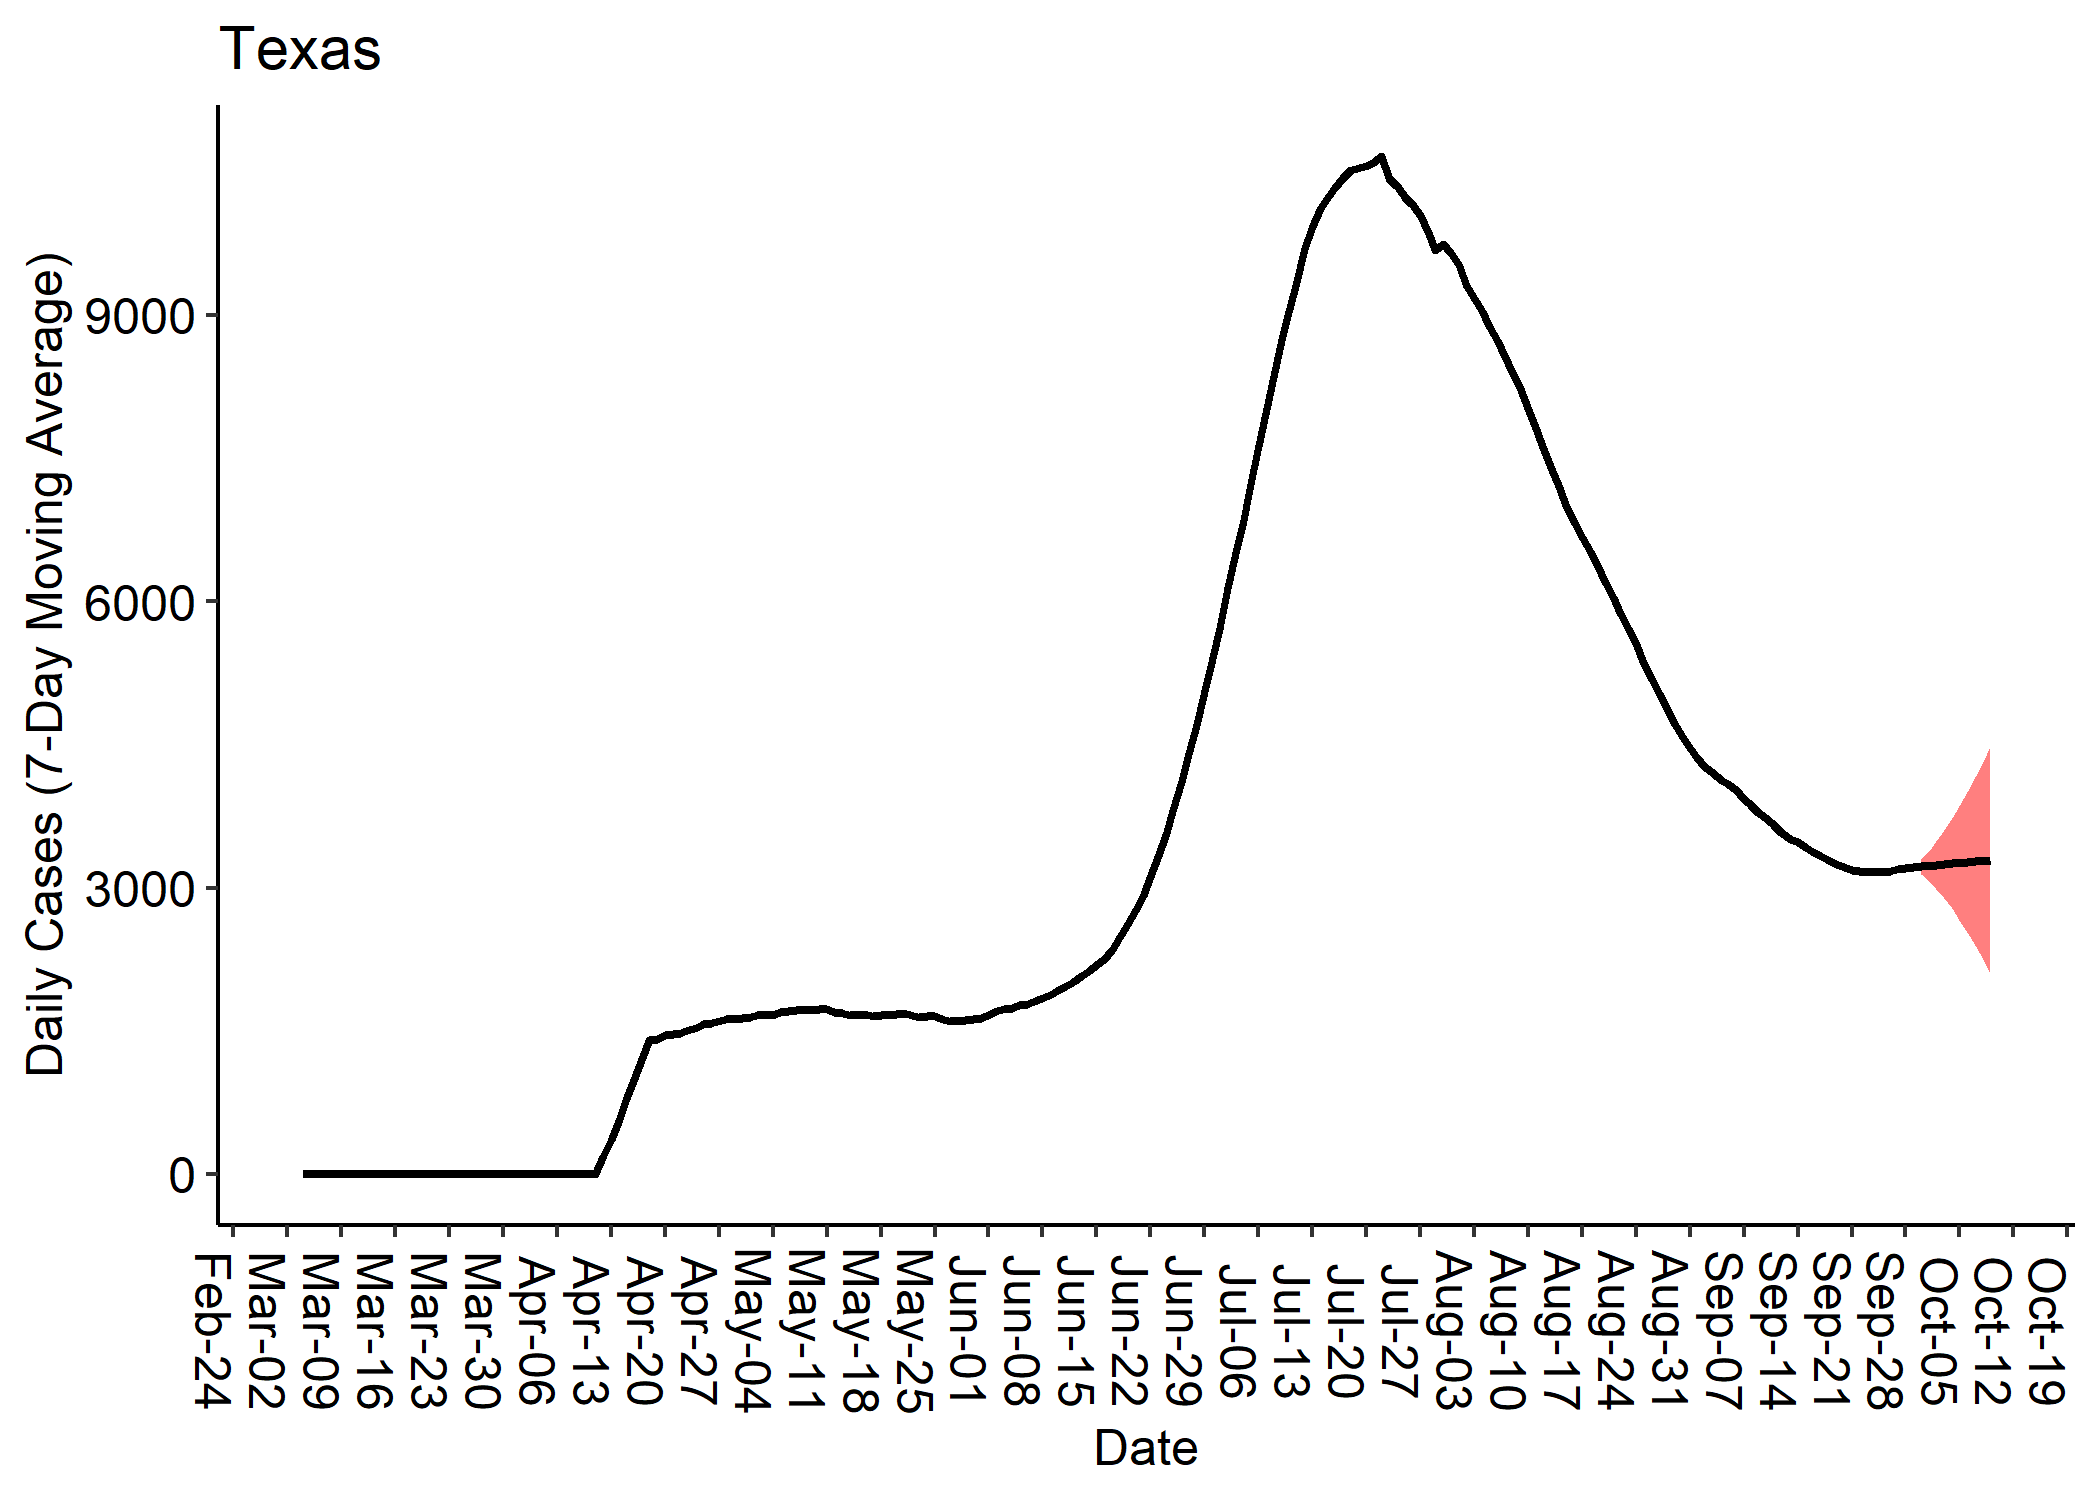 Texas
Daily Cases (7-Day Moving Average)
9000
6000
3000
0
Feb-24
Mar-02
Mar-09
Mar-16
Mar-23
Mar-30
Apr-06
Apr-13
Apr-20
Apr-27
May-04
May-11
May-18
May-25
Jun-01
Jun-08
Jun-15
Jun-22
Jun-29
Jul-06
Jul-13
Jul-20
Jul-27
Aug-03
Aug-10
Aug-17
Aug-24
Aug-31
Sep-07
Sep-14
Sep-21
Sep-28
Oct-05
Oct-12
Oct-19
Date